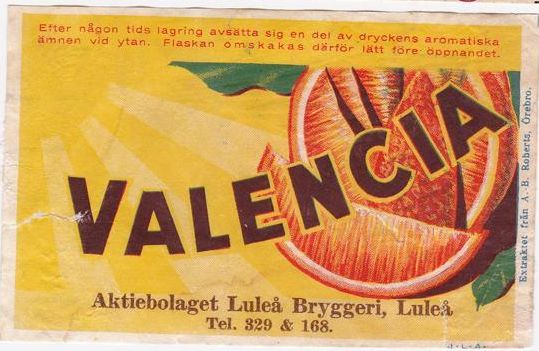 Efter någon tids lagring avsätta sig en del av dryckens aromatiska
ämnen vid ytan. Flaskan omskakas därför lätt före öppnandet.
VALENCIA
Aktiebolaget Luleå Bryggeri, Luleå
Tel. 329 & 168.
Extraktet från A.-B. Roberts, Örebro.
J.-L.-A.